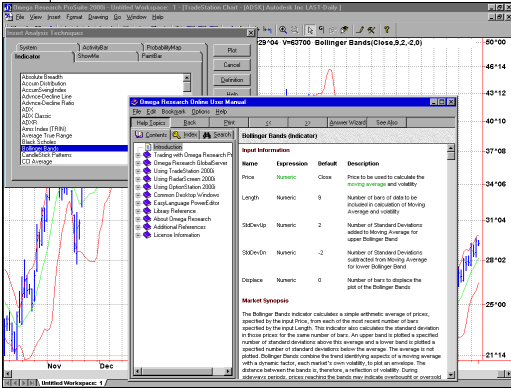 Omega Research ProSuite 2000i - Untitled Workspace: 1 - [TradeStation Chart - [ADSK] Autodesk Inc LAST-Daily ]
File View Insert Format Drawing Go Window Help
Insert Analysis Techniques
System ActivityBar ProbabilityMap
Indicator ShowMe PaintBar
Absolute Breadth
Accum Distribution
AccumSwingIndex
Advnce-Decline Line
Advnce-Decline Ratio
ADX
ADX Classic
ADXR
Arms Index (TRIN)
Average True Range
Black Scholes
Bollinger Bands
CandleStick Patterns
CCI Average
Plot
Cancel
Definition
Help
29^04 V=63700 Bollinger Bands(Close,9,2,-2,0)
50^00
46^14
43^12
40^10
37^08
34^06
31^04
28^02
25^00
21^14
Omega Research Online User Manual
File Edit Bookmark Options Help
Help Topics Back Print << >> Answer Wizard See Also
Contents Index Search
Introduction
Trading with Omega Research Pr
Omega Research GlobalServer
Using TradeStation 2000i
Using RadarScreen 2000i
Using OptionStation 2000i
Common Desktop Windows
EasyLanguage PowerEditor
Library Reference
About Omega Research
Additional References
License Information
Bollinger Bands (Indicator)
Input Information
Name Expression Default Description
Price Numeric Close Price to be used to calculate the
moving average and volatility
Length Numeric 9 Number of bars of data to be
included in calculation of Moving
Average and volatility
StdDevUp Numeric 2 Number of Standard Deviations
added to Moving Average for
upper Bollinger Band
StdDevDn Numeric -2 Number of Standard Deviations
subtracted from Moving Average
for lower Bollinger Band
Displace Numeric 0 Number of bars to displace the
plot of the Bollinger Bands
Market Synopsis
The Bollinger Bands indicator calculates a simple arithmetic average of prices,
specified by the input Price, from each of the most recent number of bars
specified by the input Length. This indicator also calculates the standard deviation
in those prices for the same number of bars. An upper band is plotted a specified
number of standard deviations above the average and a lower band is plotted a
specified number of standard deviations below the average. The average is not
plotted. Bollinger Bands combine the trend identifying aspects of a moving average
with a dynamic factor, each market's own volatility, to plot an envelope. The
distance between the bands is, therefore, a reflection of volatility. During
sideways periods, prices reaching the bands may indicate overbought or oversold
Nov Dec
Untitled Workspace: 1